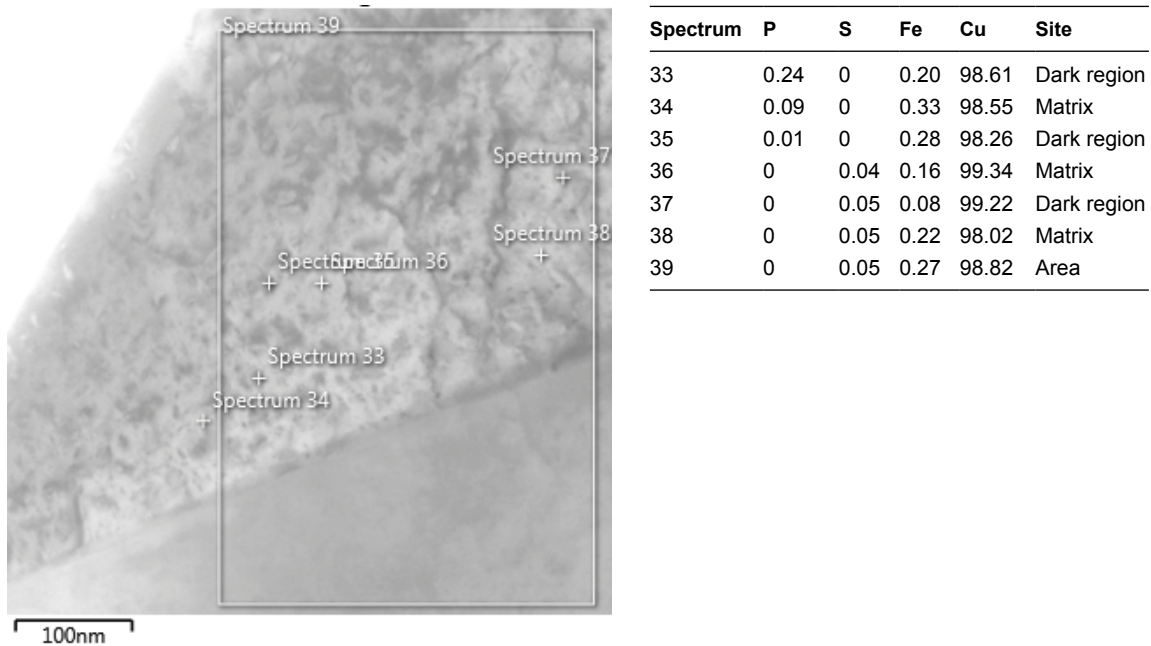 Spectrum 39
Spectrum 37
Spectrum 38
Spectrum 35
Spectrum 36
Spectrum 33
Spectrum 34
100nm
Spectrum P S Fe Cu Site
33 0.24 0 0.20 98.61 Dark region
34 0.09 0 0.33 98.55 Matrix
35 0.01 0 0.28 98.26 Dark region
36 0 0.04 0.16 99.34 Matrix
37 0 0.05 0.08 99.22 Dark region
38 0 0.05 0.22 98.02 Matrix
39 0 0.05 0.27 98.82 Area